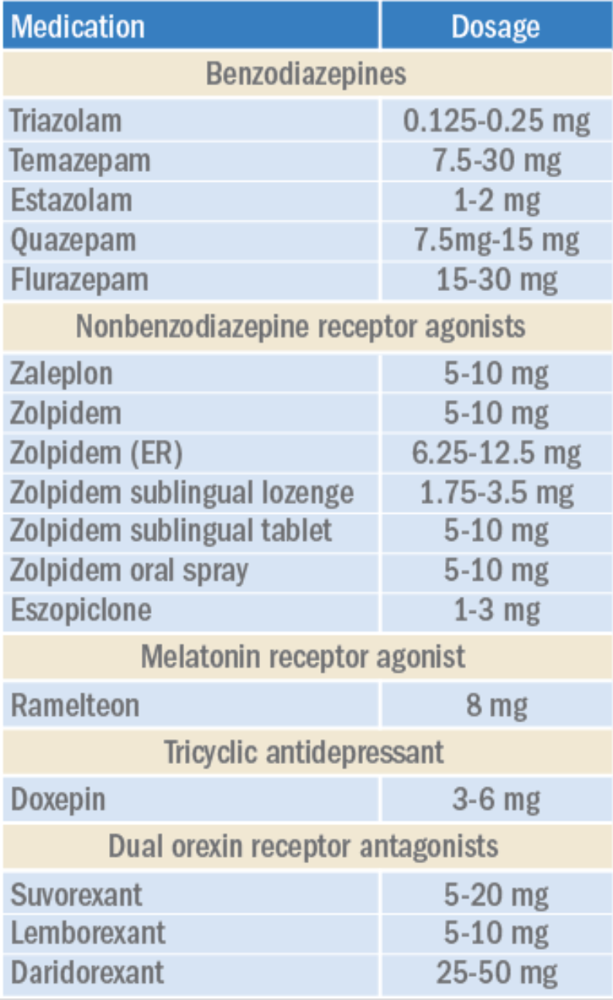 Medication Dosage
Benzodiazepines
Triazolam 0.125-0.25 mg
Temazepam 7.5-30 mg
Estazolam 1-2 mg
Quazepam 7.5mg-15 mg
Flurazepam 15-30 mg
Nonbenzodiazepine receptor agonists
Zaleplon 5-10 mg
Zolpidem 5-10 mg
Zolpidem (ER) 6.25-12.5 mg
Zolpidem sublingual lozenge 1.75-3.5 mg
Zolpidem sublingual tablet 5-10 mg
Zolpidem oral spray 5-10 mg
Eszopiclone 1-3 mg
Melatonin receptor agonist
Ramelteon 8 mg
Tricyclic antidepressant
Doxepin 3-6 mg
Dual orexin receptor antagonists
Suvorexant 5-20 mg
Lemborexant 5-10 mg
Daridorexant 25-50 mg